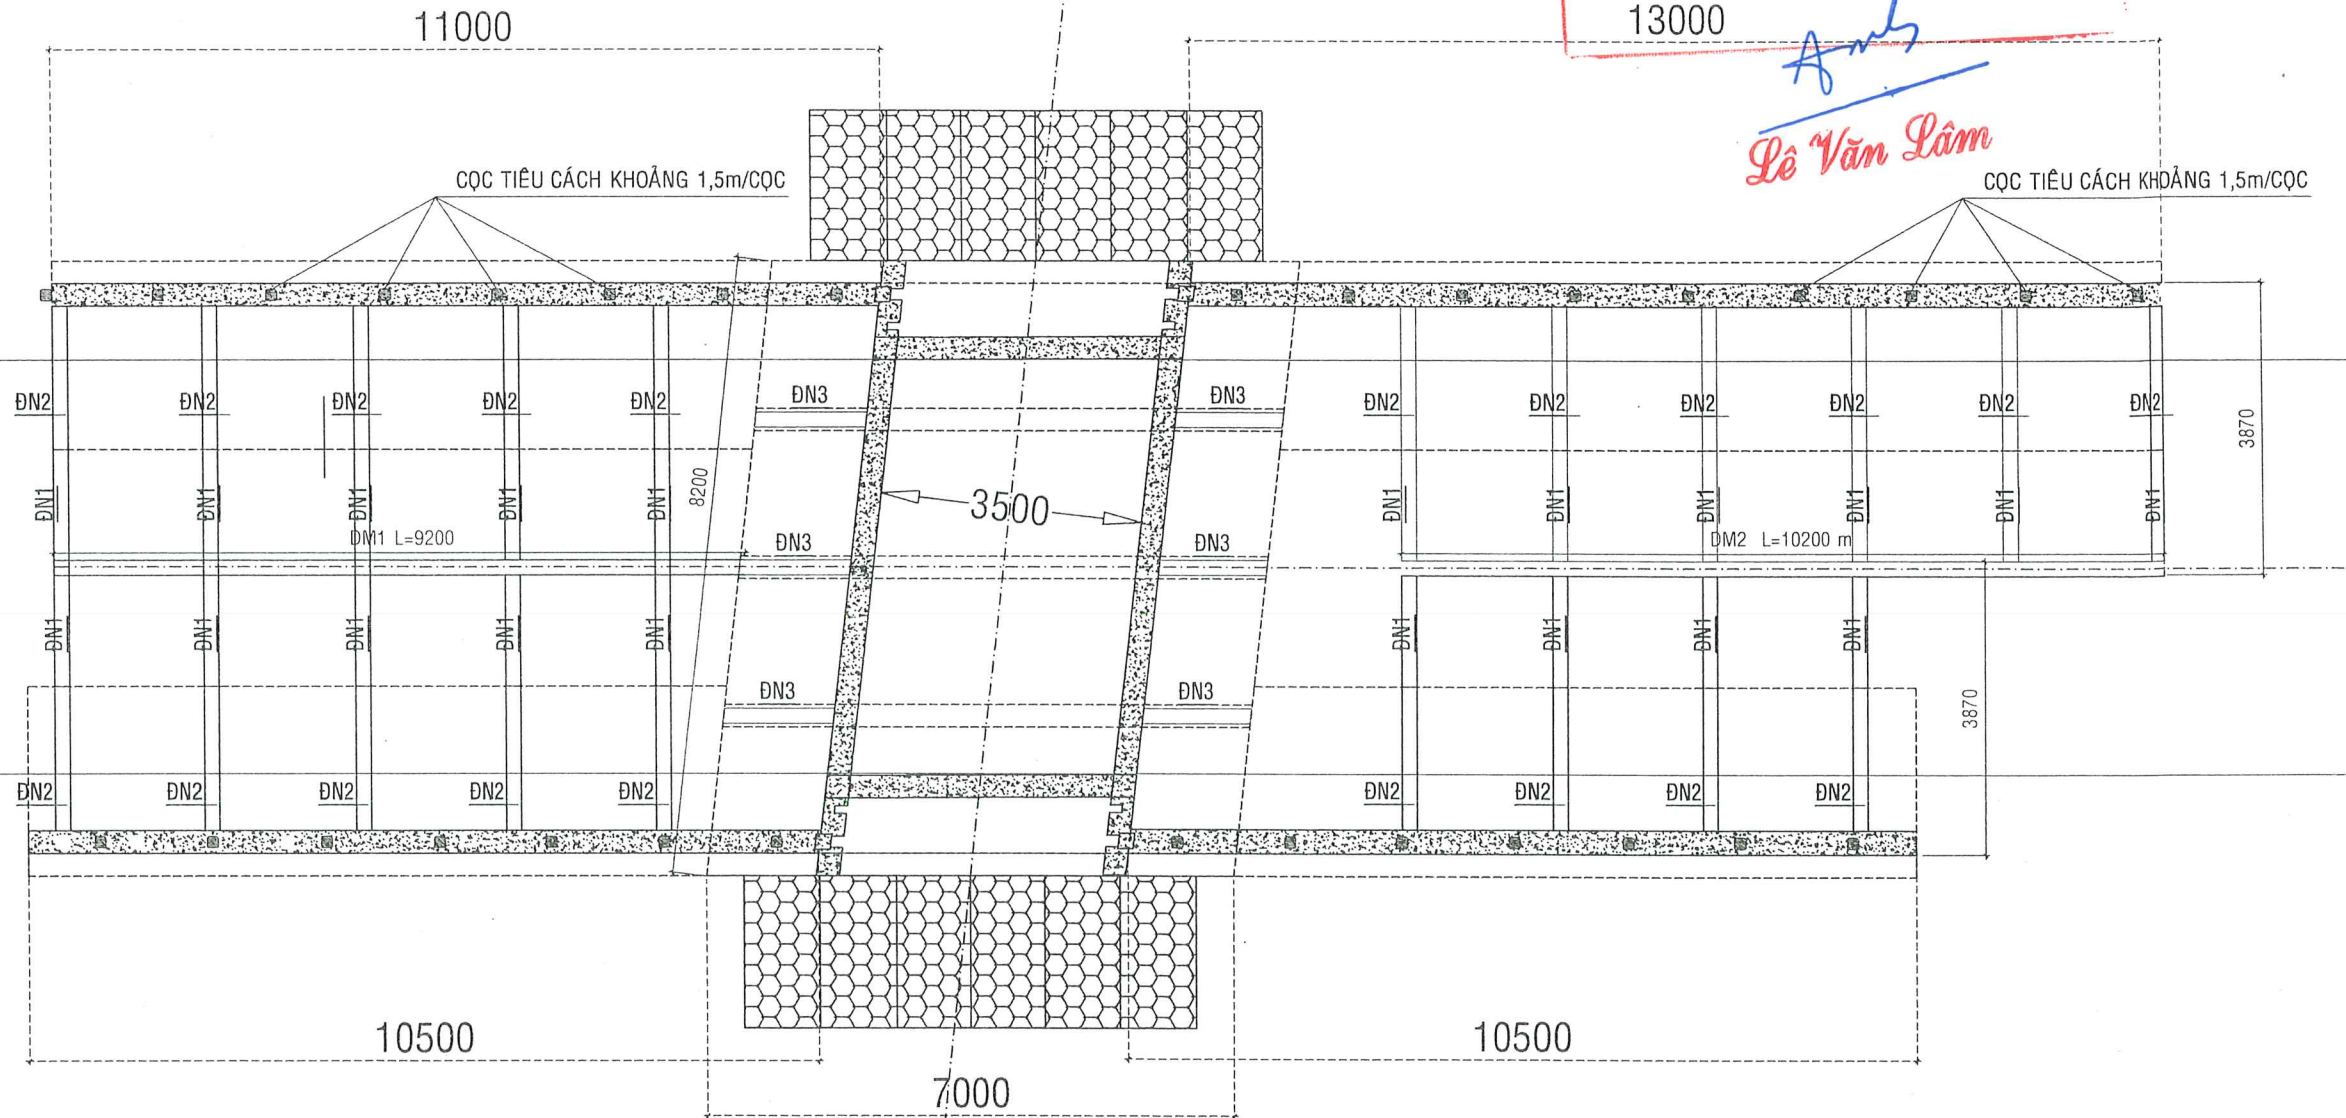 11000
13000
Lê Văn Lâm
CỌC TIÊU CÁCH KHOẢNG 1,5m/CỌC
CỌC TIÊU CÁCH KHOẢNG 1,5m/CỌC
ĐN3 ĐN3
ĐN2 ĐN2 ĐN2 ĐN2 ĐN2 ĐN2 ĐN2 ĐN2 ĐN2 ĐN2 ĐN2
3870
8200
ĐN1 ĐN1 ĐN1 ĐN1 ĐN1 ĐN1 ĐN1 ĐN1 ĐN1 ĐN1 ĐN1
3500
DM1 L=9200
ĐN3 ĐN3
DM2 L=10200 m
ĐN1 ĐN1 ĐN1 ĐN1 ĐN1 ĐN1 ĐN1 ĐN1 ĐN1
ĐN3 ĐN3
3870
ĐN2 ĐN2 ĐN2 ĐN2 ĐN2 ĐN2 ĐN2 ĐN2 ĐN2
10500
10500
7000